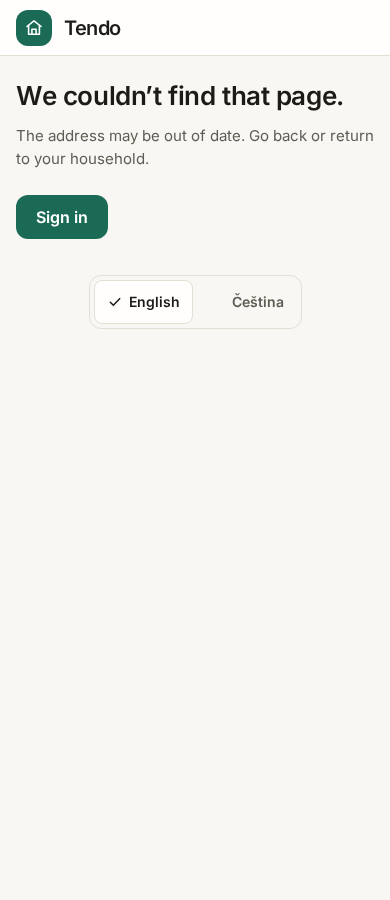 Tendo
We couldn’t find that page.
The address may be out of date. Go back or return
to your household.
Sign in
English
Čeština